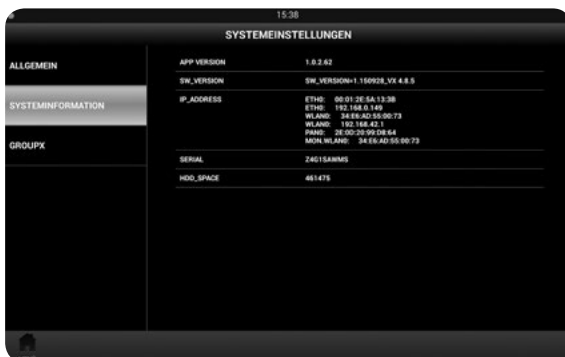 15:38
SYSTEMEINSTELLUNGEN
ALLGEMEIN
SYSTEMINFORMATION
GROUPX
APP VERSION 1.0.2.62
SW_VERSION SW_VERSION=1.150928_VX 4.8.5
IP_ADDRESS ETH0: 00:01:2E:5A:13:3B
ETH0: 192.168.0.149
WLAN0: 34:E6:AD:55:00:73
WLAN0: 192.168.42.1
PAN0: 2E:00:20:99:D8:64
MON.WLAN0: 34:E6:AD:55:00:73
SERIAL Z4G1SAWMS
HDD_SPACE 461475